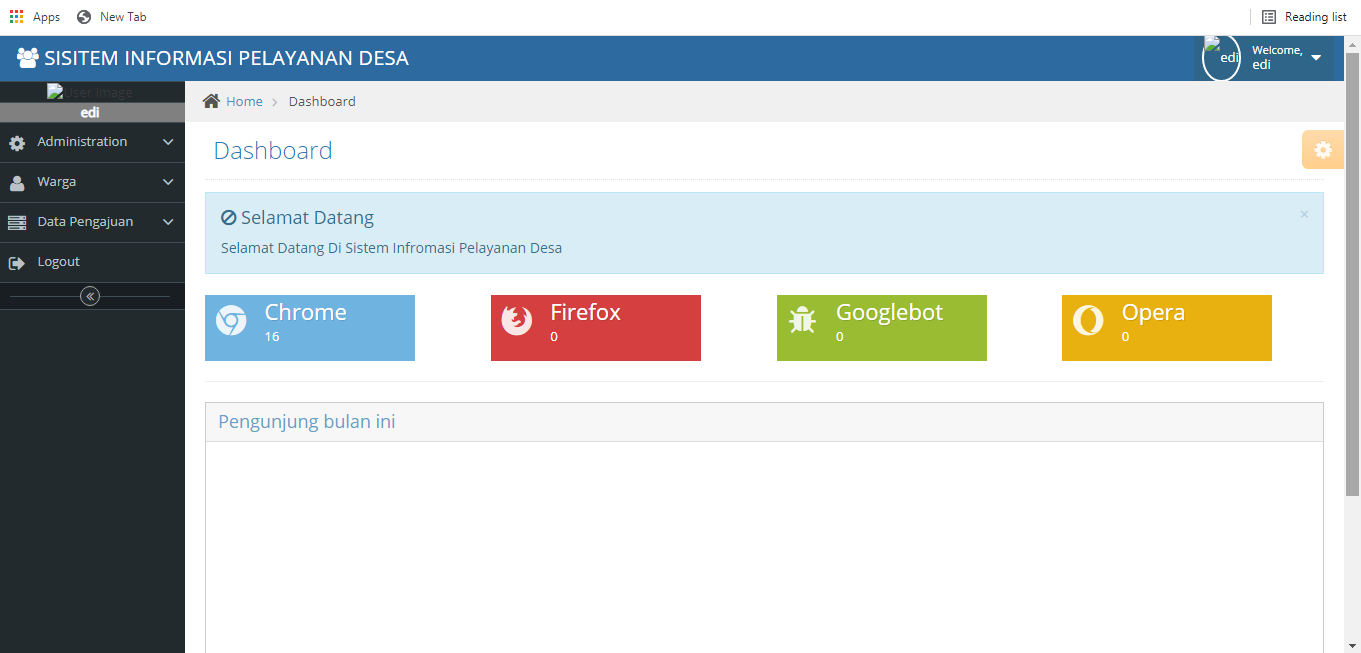 Apps
New Tab
Reading list
SISITEM INFORMASI PELAYANAN DESA
edi
Welcome,
edi
User Image
edi
Administration
Warga
Data Pengajuan
Logout
Home
Dashboard
Dashboard
Selamat Datang
×
Selamat Datang Di Sistem Infromasi Pelayanan Desa
Chrome
16
Firefox
0
Googlebot
0
Opera
0
Pengunjung bulan ini